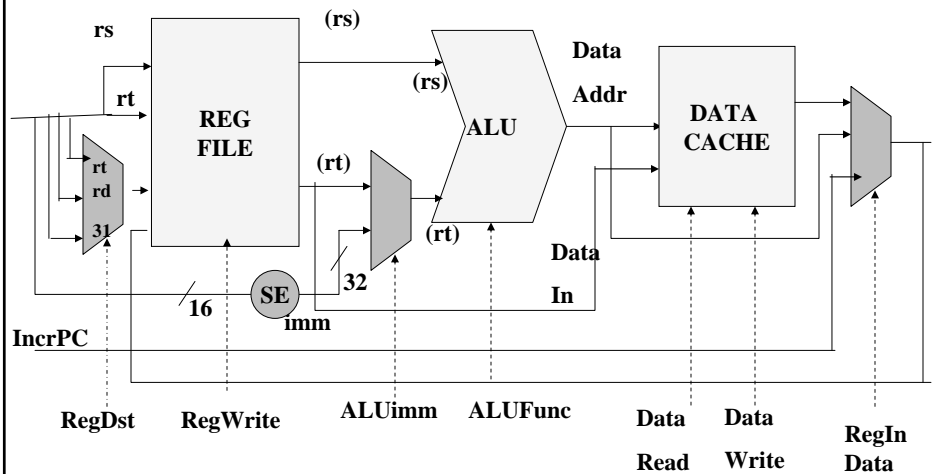 rs
(rs)
rt
REG
FILE
(rs)
ALU
Data
Addr
DATA
CACHE
rt
rd
31
(rt)
(rt)
16
SE
imm
32
Data
In
IncrPC
RegDst
RegWrite
ALUimm
ALUFunc
Data
Read
Data
Write
RegIn
Data